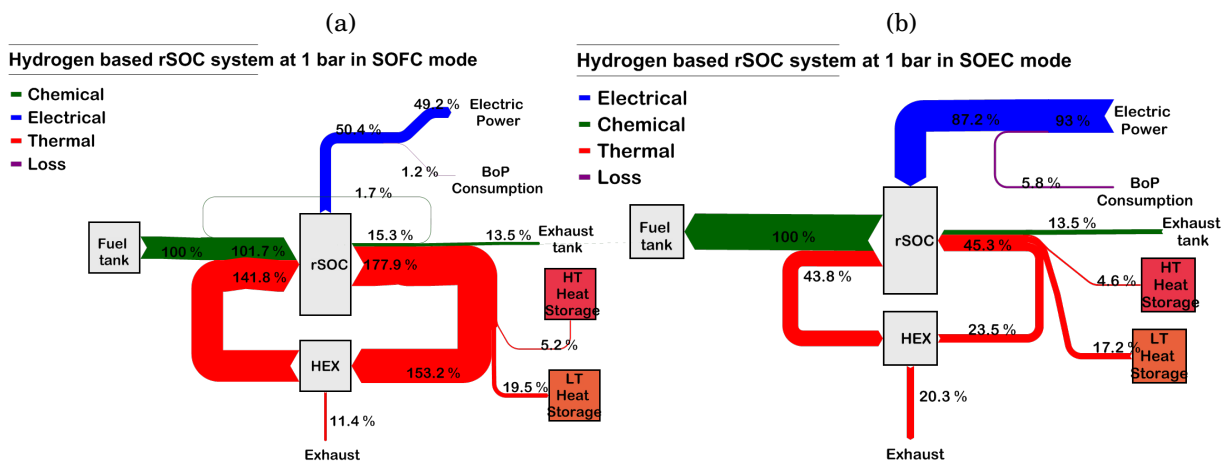 (a)
Hydrogen based rSOC system at 1 bar in SOFC mode
Chemical
Electrical
Thermal
Loss
49.2 %
Electric
Power
50.4 %
1.2 %
BoP
Consumption
1.7 %
Fuel
tank
100 %
101.7 %
141.8 %
rSOC
15.3 %
177.9 %
13.5 %
Exhaust
tank
HT
Heat
Storage
5.2 %
HEX
153.2 %
19.5 %
LT
Heat
Storage
11.4 %
Exhaust
(b)
Hydrogen based rSOC system at 1 bar in SOEC mode
Electrical
Chemical
Thermal
Loss
87.2 %
93 %
Electric
Power
5.8 %
BoP
Consumption
Fuel
tank
100 %
43.8 %
rSOC
45.3 %
13.5 %
Exhaust
tank
4.6 %
HT
Heat
Storage
HEX
23.5 %
17.2 %
LT
Heat
Storage
20.3 %
Exhaust